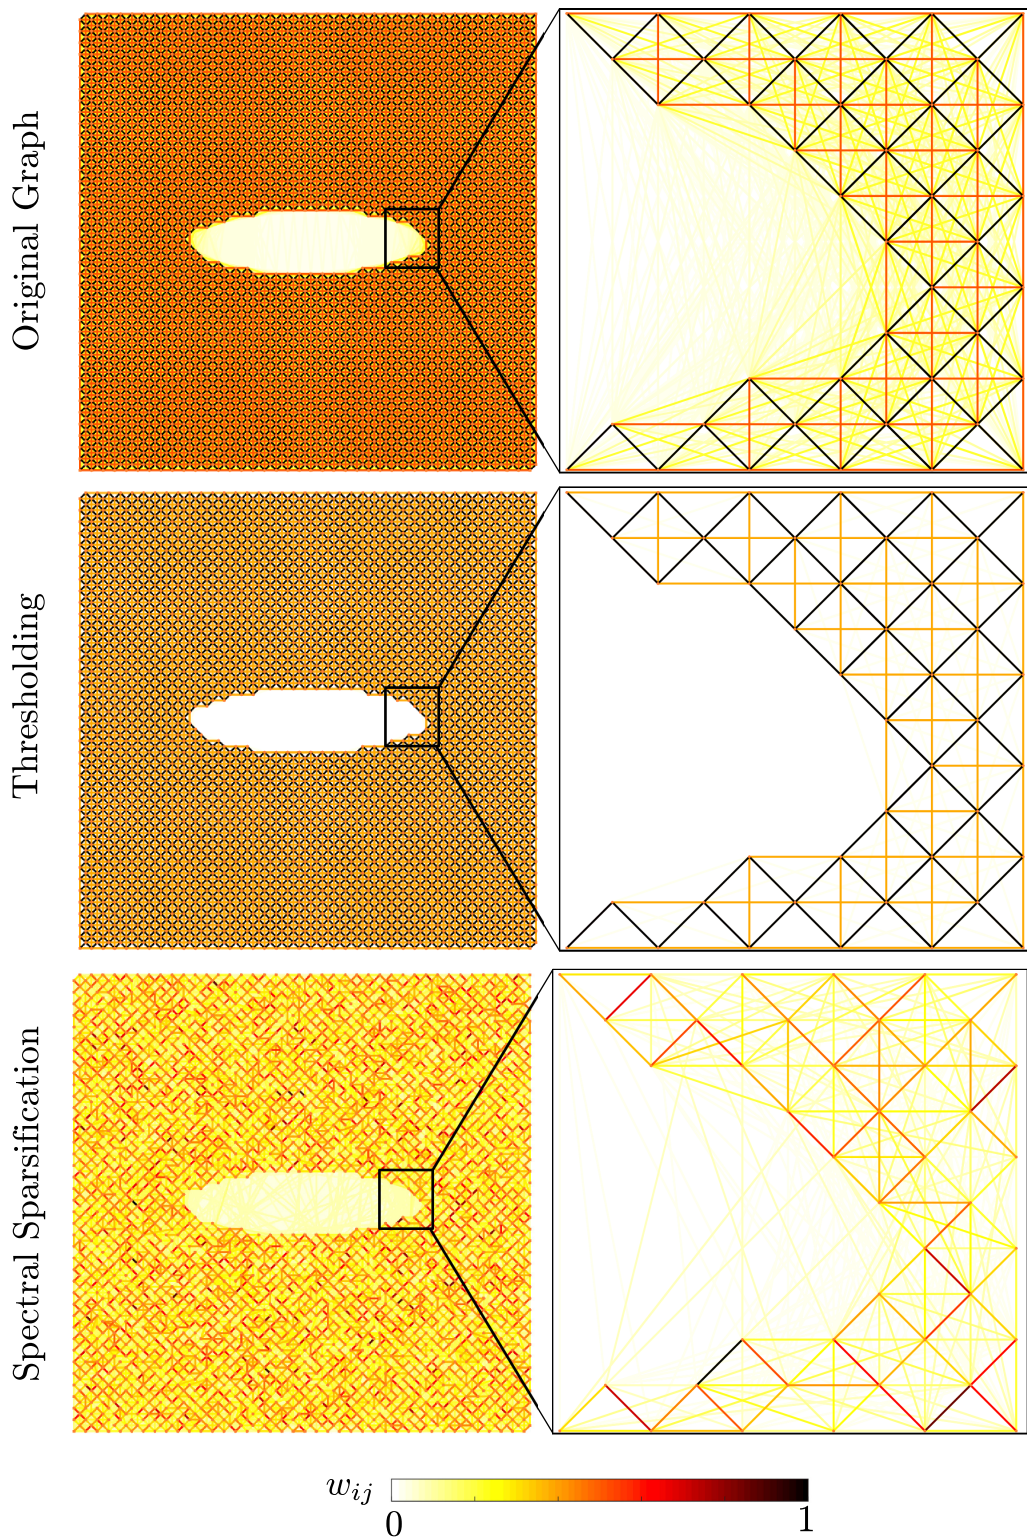 Original Graph
Thresholding
Spectral Sparsification
w_{ij}
0 1